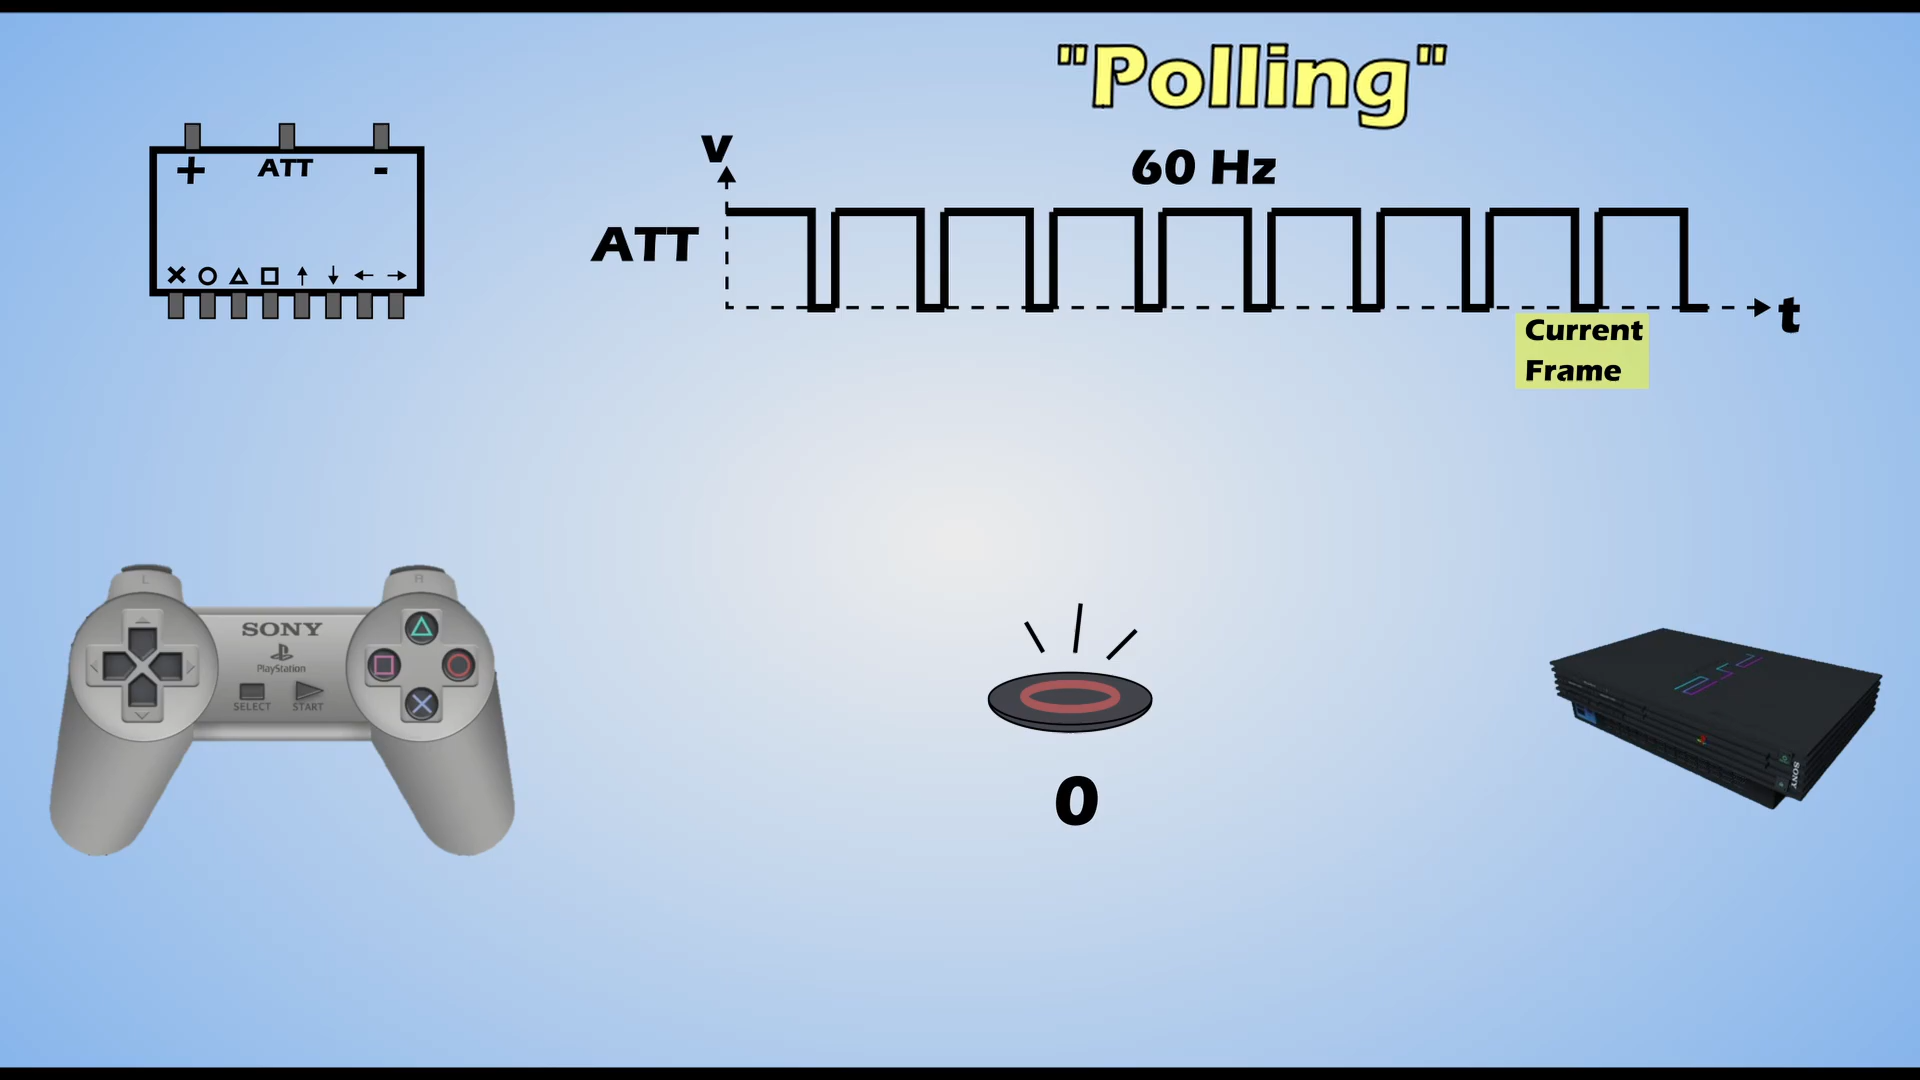 "Polling"
60 Hz
V
ATT
t
Current
Frame
+ ATT -
L
R
SONY
PlayStation
SELECT START
0
SONY